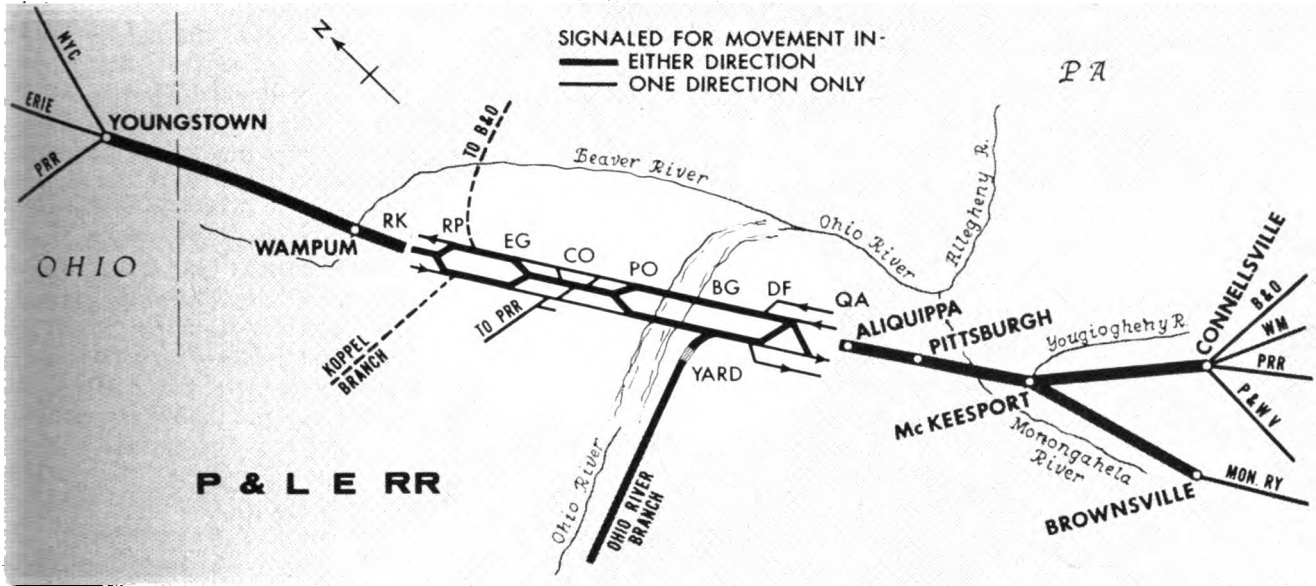 NYC
ERIE
PRR
YOUNGSTOWN
N
SIGNALED FOR MOVEMENT IN-
EITHER DIRECTION
ONE DIRECTION ONLY
PA
TO B&O
Beaver River
Ohio River
Allegheny R.
OHIO
WAMPUM
RK
RP
EG
CO
PO
BG
DF
QA
ALIQUIPPA
PITTSBURGH
Yougiogheny R.
CONNELLSVILLE
B&O
WM
PRR
P&WV
KOPPEL
BRANCH
TO PRR
YARD
McKEESPORT
Monongahela
River
MON. RY
BROWNSVILLE
P & L E RR
Ohio River
OHIO RIVER
BRANCH